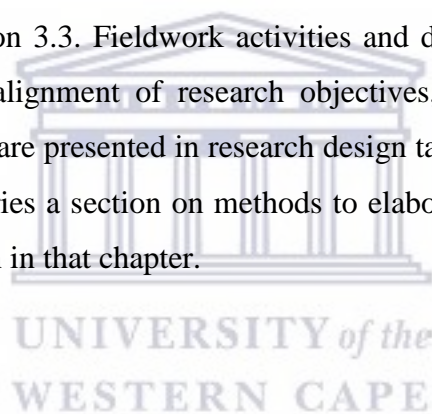 on 3.3. Fieldwork activities and d
alignment of research objectives.
are presented in research design ta
ries a section on methods to elabo
in that chapter.
UNIVERSITY of the
WESTERN CAPE